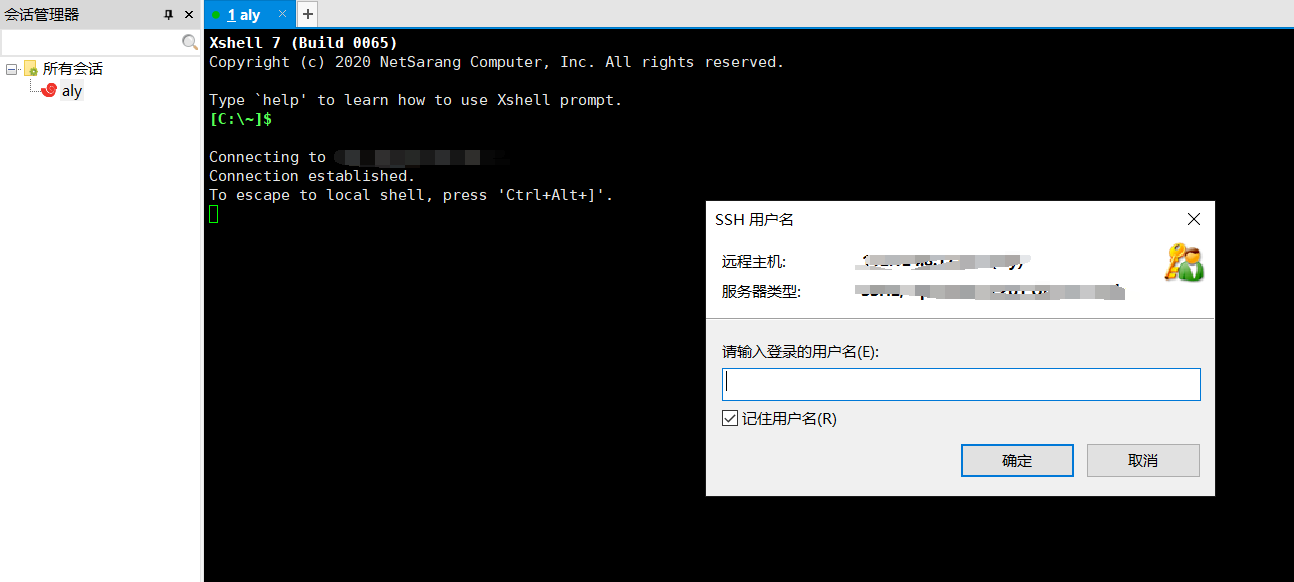 会话管理器
所有会话
aly
1 aly
+
Xshell 7 (Build 0065)
Copyright (c) 2020 NetSarang Computer, Inc. All rights reserved.
Type `help' to learn how to use Xshell prompt.
[C:\~]$
Connecting to
Connection established.
To escape to local shell, press 'Ctrl+Alt+]'.
SSH 用户名
远程主机:
服务器类型:
请输入登录的用户名(E):
记住用户名(R)
确定 取消